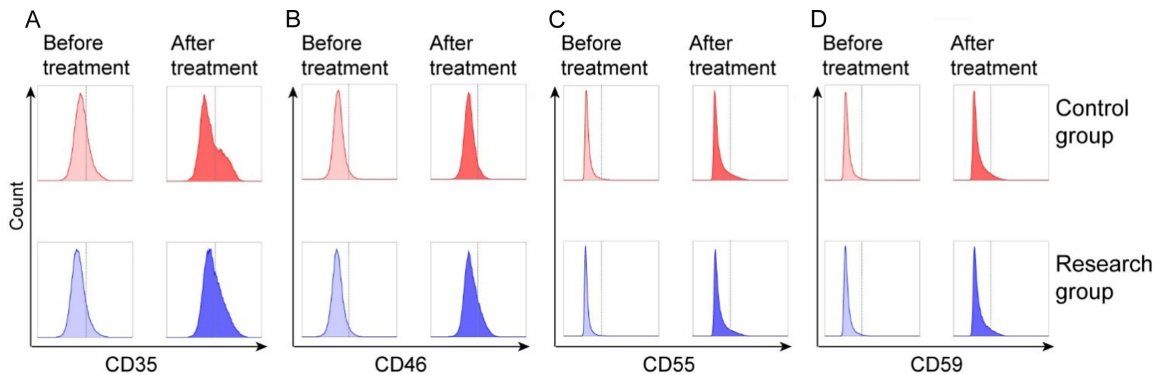 A
B
C
D
Before
treatment
After
treatment
Before
treatment
After
treatment
Before
treatment
After
treatment
Before
treatment
After
treatment
Control
group
Count
Research
group
CD35
CD46
CD55
CD59